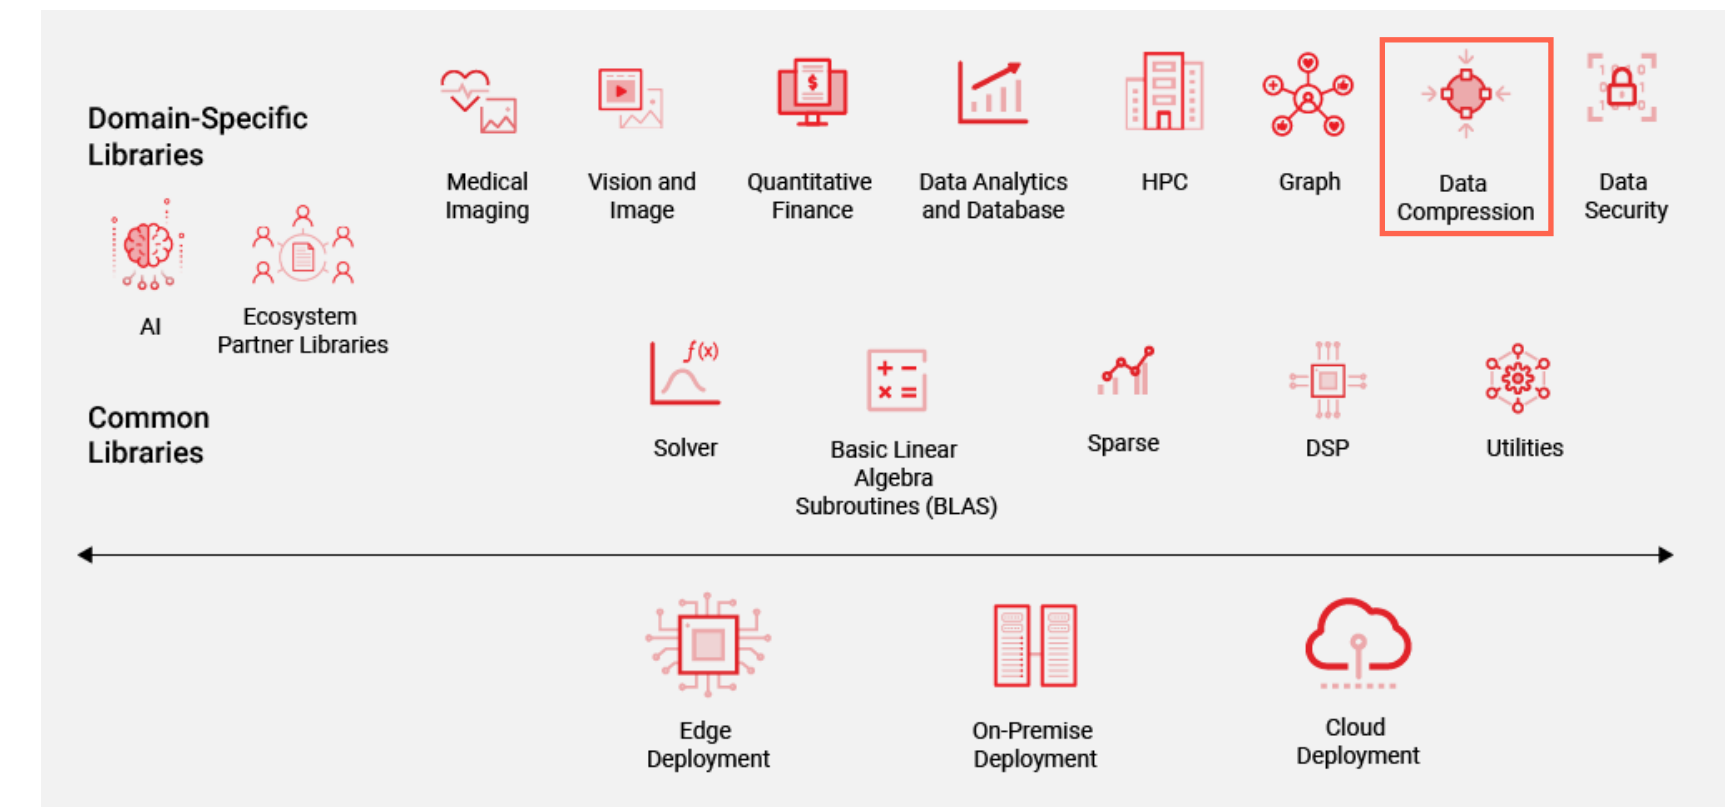 Domain-Specific
Libraries
Medical
Imaging
Vision and
Image
$
Quantitative
Finance
Data Analytics
and Database
HPC
Graph
Data
Compression
Data
Security
AI
Ecosystem
Partner Libraries
Common
Libraries
f(x)
Solver
+ −
× =
Basic Linear
Algebra
Subroutines (BLAS)
Sparse
DSP
Utilities
Edge
Deployment
On-Premise
Deployment
Cloud
Deployment